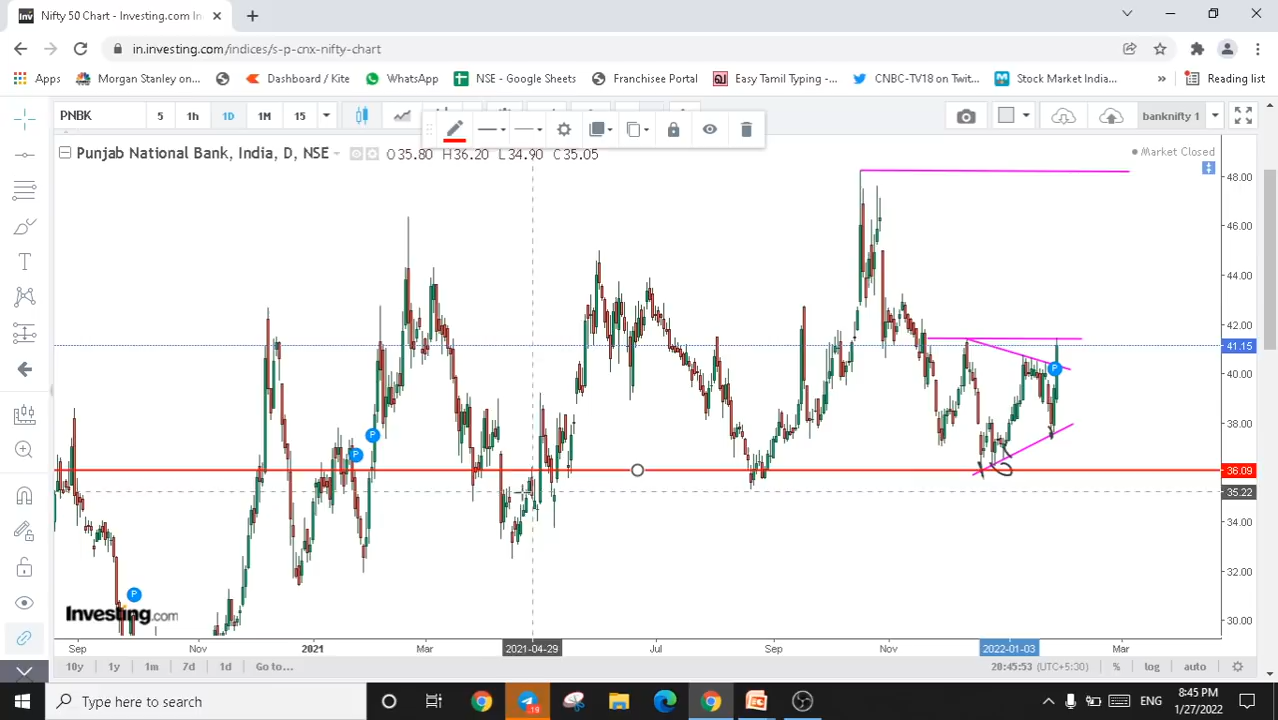 Nifty 50 Chart - Investing.com In
in.investing.com/indices/s-p-cnx-nifty-chart
Apps Morgan Stanley on... Dashboard / Kite WhatsApp NSE - Google Sheets Franchisee Portal Easy Tamil Typing -... CNBC-TV18 on Twit... Stock Market India... » Reading list
PNBK 5 1h 1D 1M 15 banknifty 1
Punjab National Bank, India, D, NSE O35.80 H36.20 L34.90 C35.05 Market Closed
48.00
46.00
44.00
42.00
41.15
40.00
38.00
36.09
35.22
34.00
32.00
30.00
P
P
P
P
Investing.com
Sep Nov 2021 Mar 2021-04-29 Jul Sep Nov 2022-01-03 Mar
10y 1y 1m 7d 1d Go to... 20:45:53 (UTC+5:30) % log auto
Type here to search 19 ENG 8:45 PM
1/27/2022